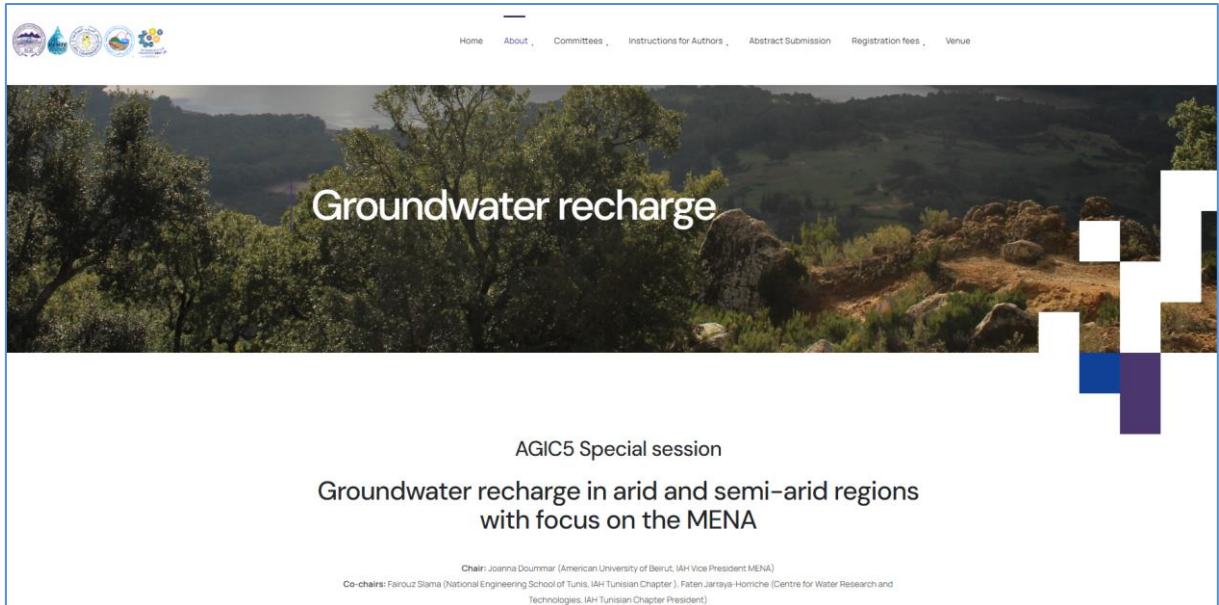 Home About Committees Instructions for Authors Abstract Submission Registration fees Venue
Groundwater recharge
AGIC5 Special session
Groundwater recharge in arid and semi-arid regions
with focus on the MENA
Chair: Joanna Doummar (American University of Beirut, IAH Vice President MENA)
Co-chairs: Fairouz Slama (National Engineering School of Tunis, IAH Tunisian Chapter ), Faten Jarraya-Horriche (Centre for Water Research and
Technologies, IAH Tunisian Chapter President)